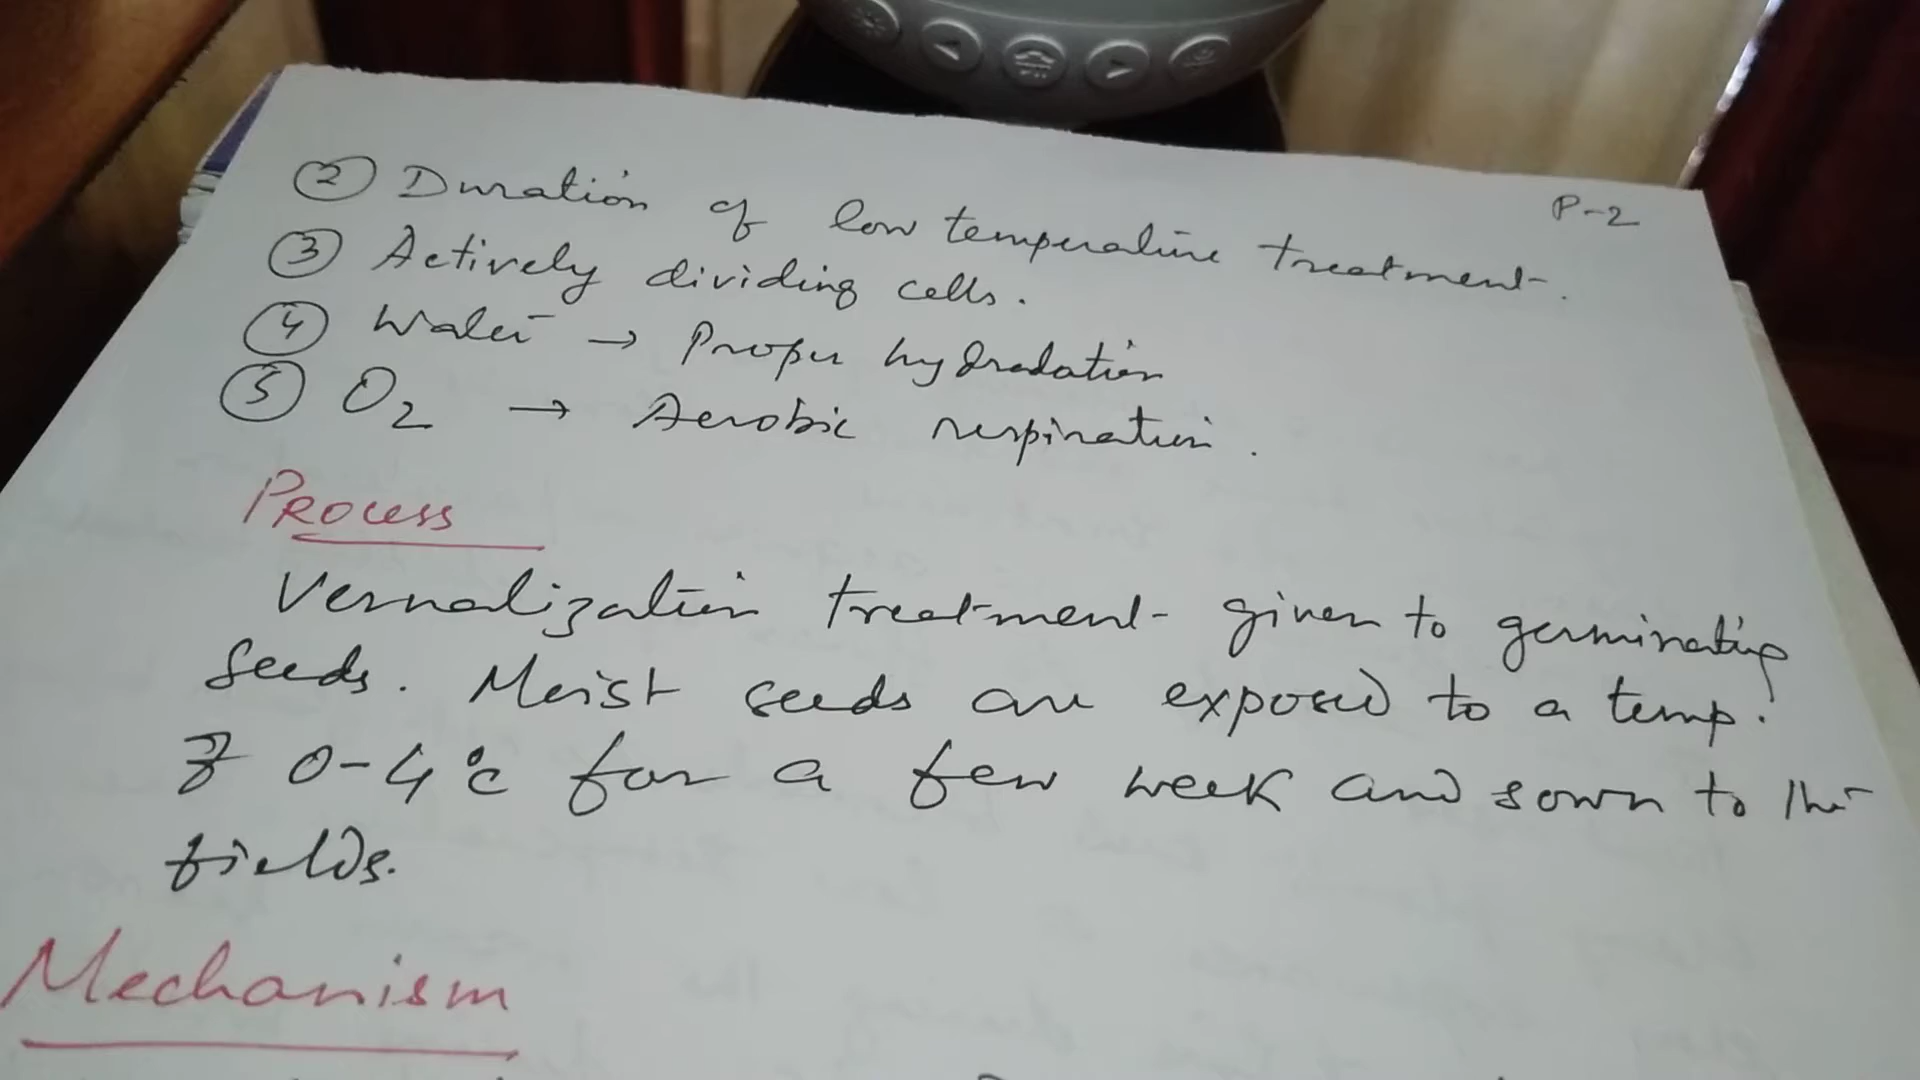 P-2
② Duration of low temperature treatment.
③ Actively dividing cells.
④ Water → Proper hydradation
⑤ O₂ → Aerobic respiration.
Process
Vernalization treatment given to germinating
seeds. Moist seeds are exposed to a temp.
of 0-4°C for a few week and sown to the
fields.
Mechanism